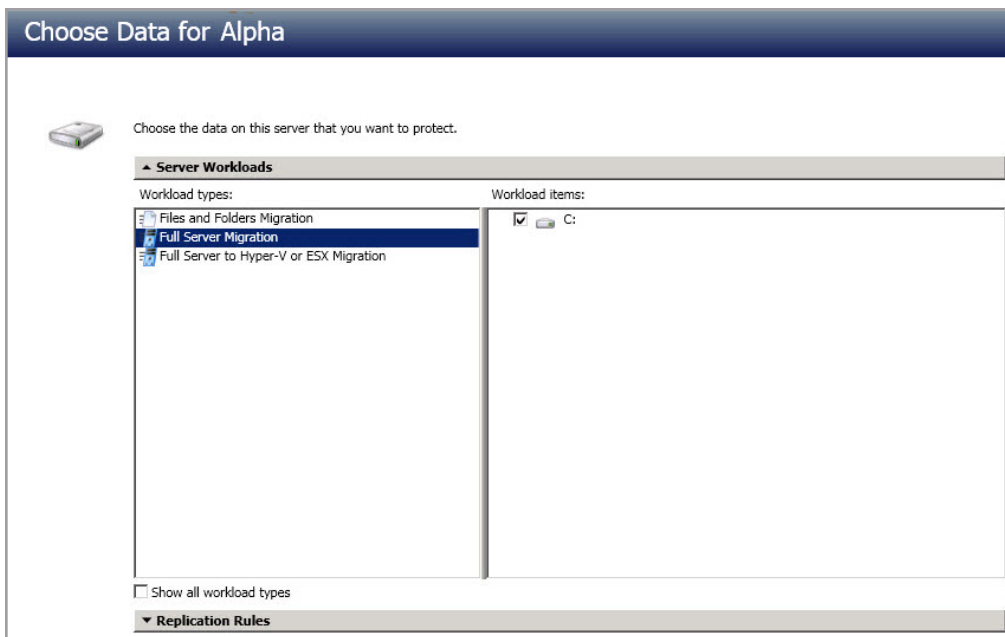 Choose Data for Alpha
Choose the data on this server that you want to protect.
Server Workloads
Workload types:
Workload items:
Files and Folders Migration
Full Server Migration
Full Server to Hyper-V or ESX Migration
C:
Show all workload types
Replication Rules